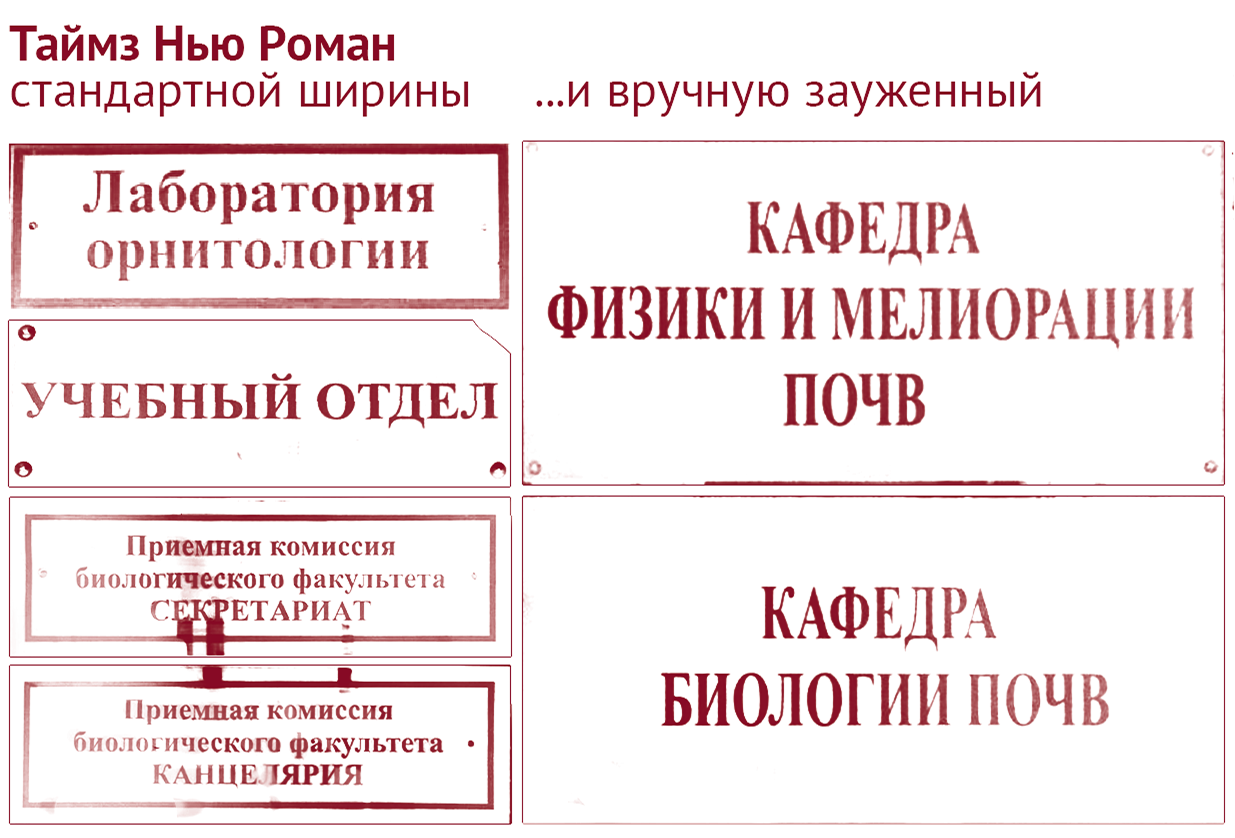 Таймз Нью Роман
стандартной ширины
...и вручную зауженный
Лаборатория
орнитологии
УЧЕБНЫЙ ОТДЕЛ
Приемная комиссия
биологического факультета
СЕКРЕТАРИАТ
Приемная комиссия
биологического факультета
КАНЦЕЛЯРИЯ
КАФЕДРА
ФИЗИКИ И МЕЛИОРАЦИИ
ПОЧВ
КАФЕДРА
БИОЛОГИИ ПОЧВ